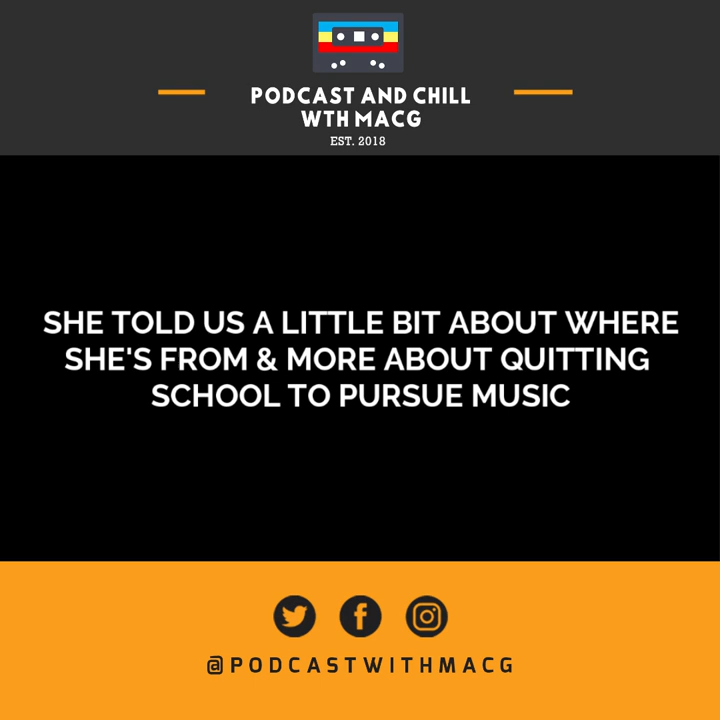 PODCAST AND CHILL
WTH MACG
EST. 2018
SHE TOLD US A LITTLE BIT ABOUT WHERE
SHE'S FROM & MORE ABOUT QUITTING
SCHOOL TO PURSUE MUSIC
@PODCASTWITHMACG